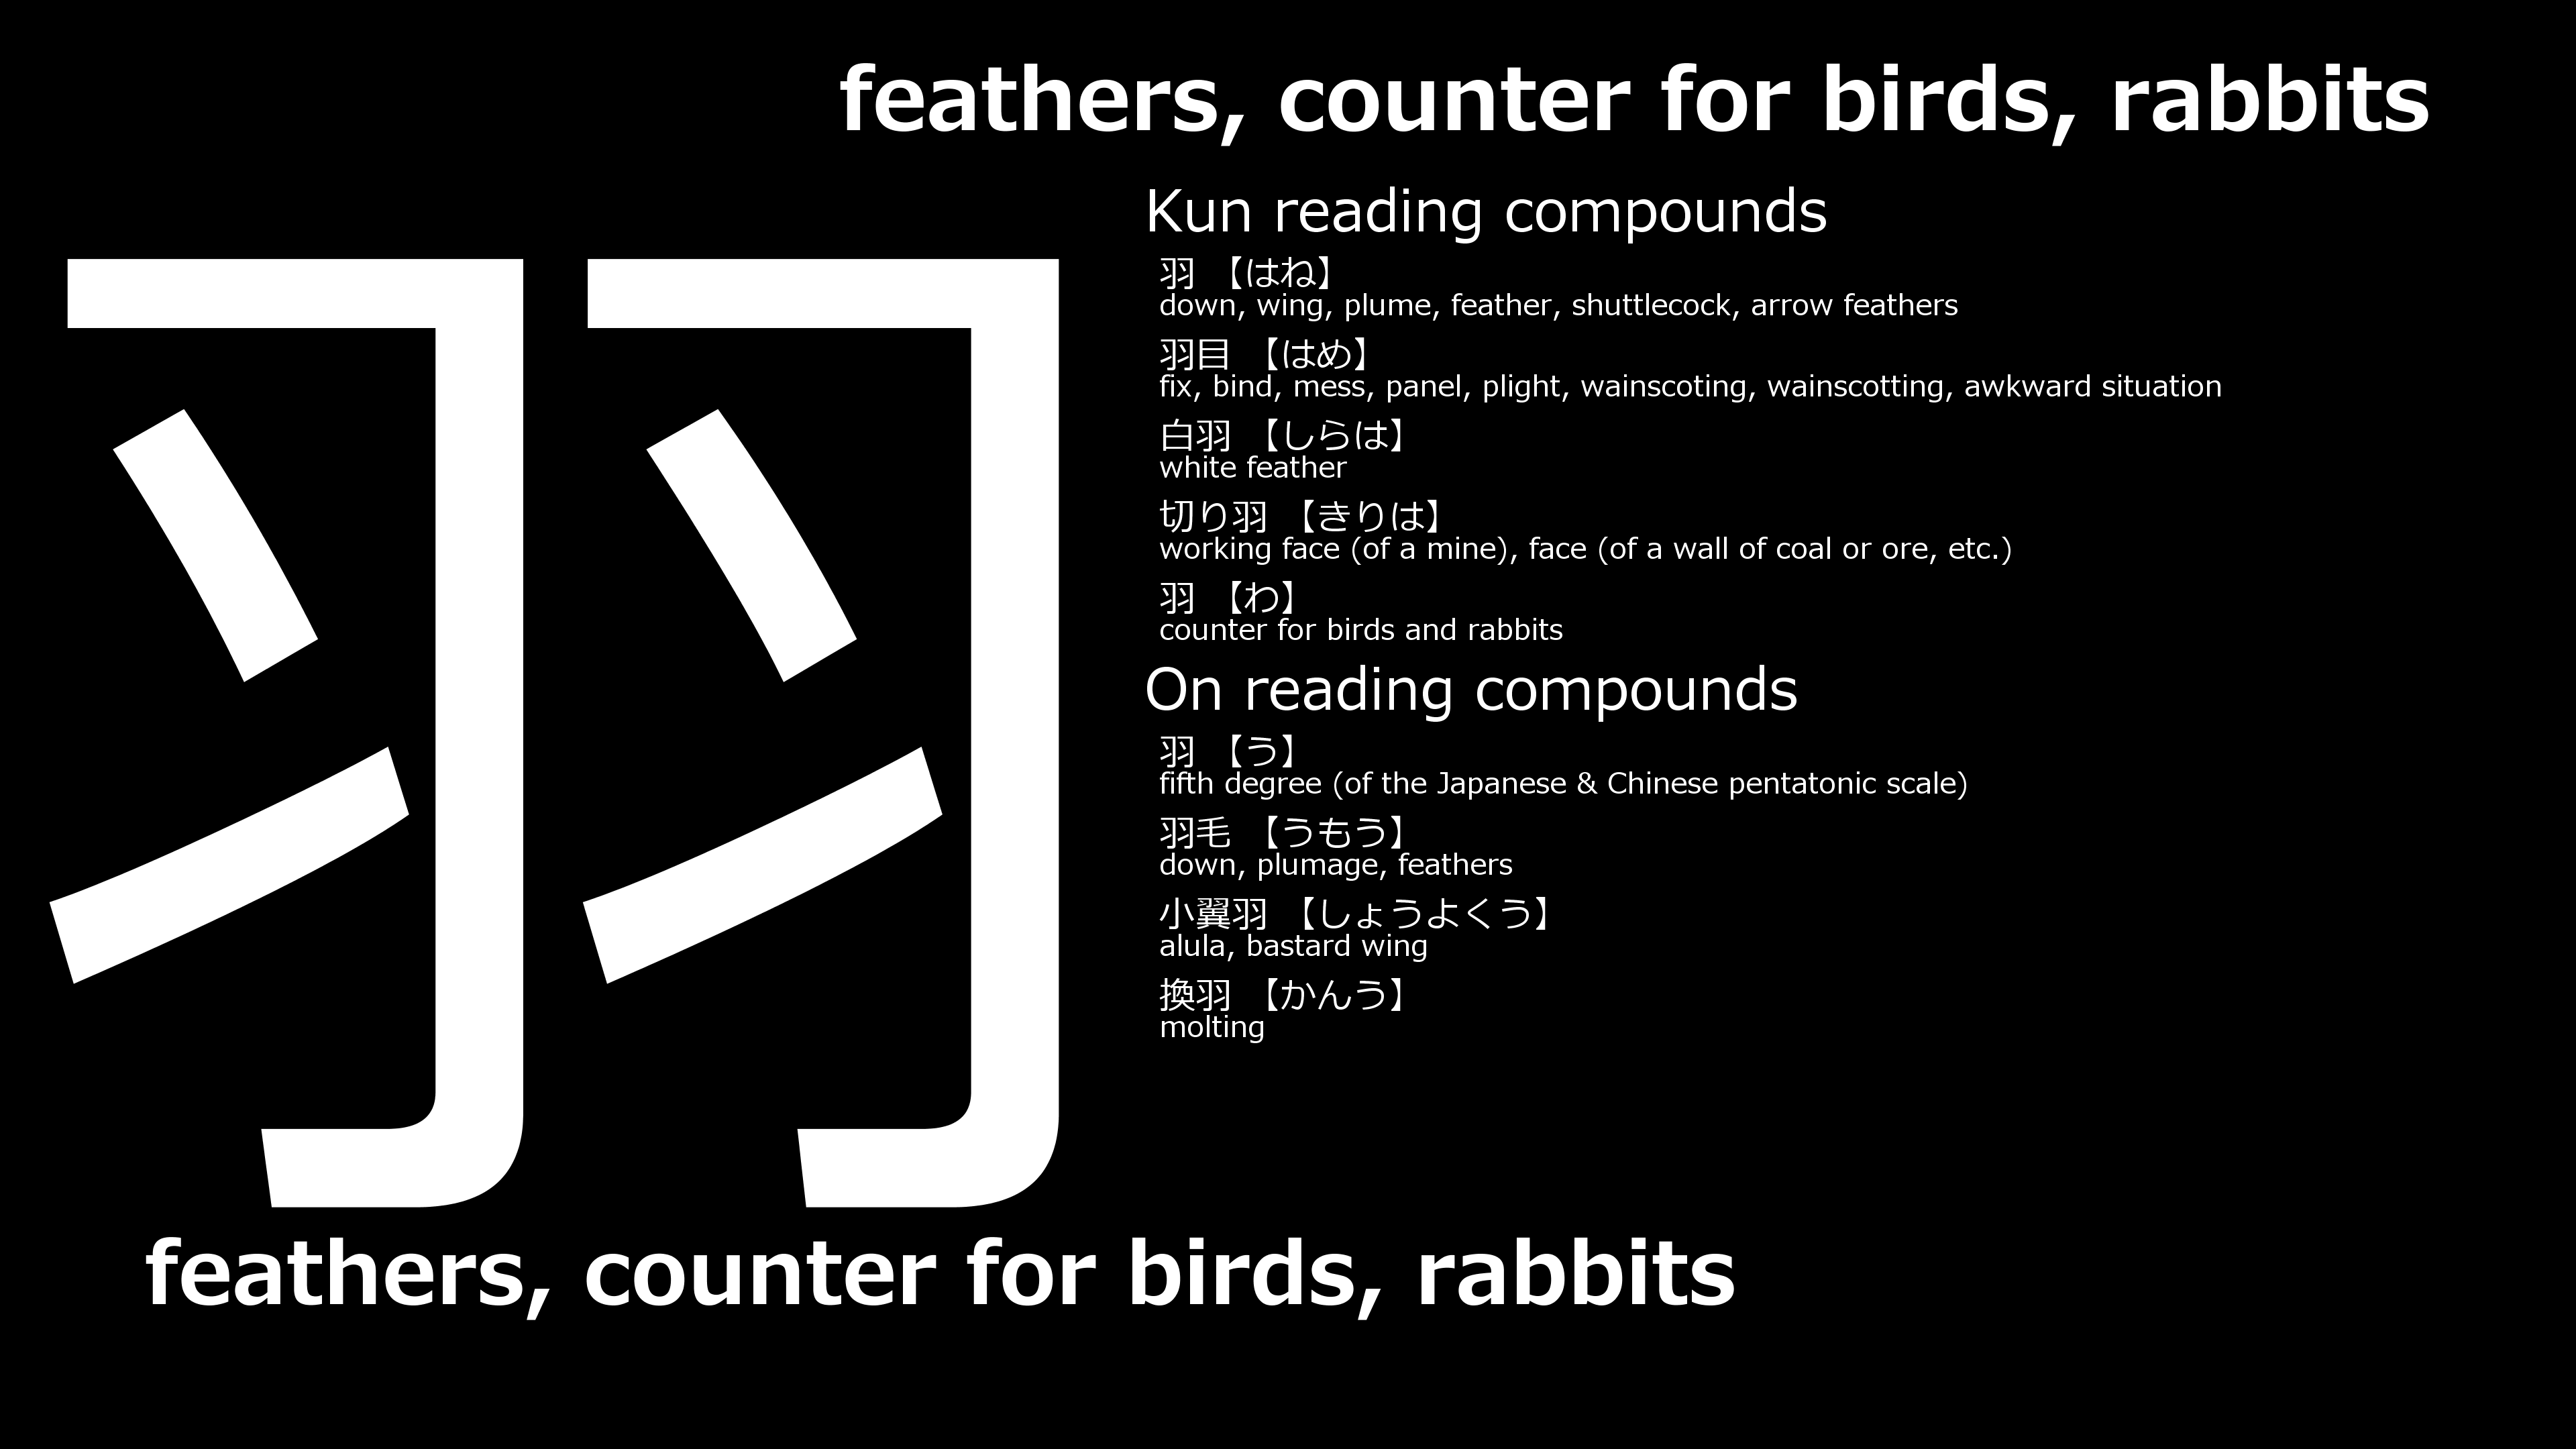 feathers, counter for birds, rabbits
羽
Kun reading compounds
羽 【はね】
down, wing, plume, feather, shuttlecock, arrow feathers
羽目 【はめ】
fix, bind, mess, panel, plight, wainscoting, wainscotting, awkward situation
白羽 【しらは】
white feather
切り羽 【きりは】
working face (of a mine), face (of a wall of coal or ore, etc.)
羽 【わ】
counter for birds and rabbits
On reading compounds
羽 【う】
fifth degree (of the Japanese & Chinese pentatonic scale)
羽毛 【うもう】
down, plumage, feathers
小翼羽 【しょうよくう】
alula, bastard wing
換羽 【かんう】
molting
feathers, counter for birds, rabbits